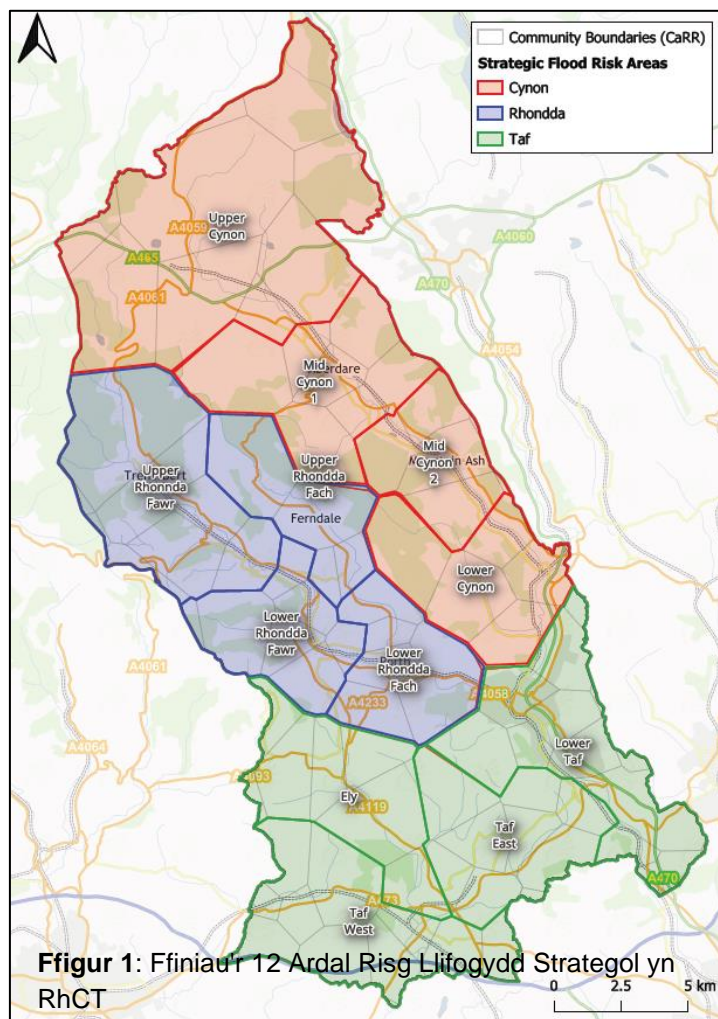 Community Boundaries (CaRR)
Strategic Flood Risk Areas
Cynon
Rhondda
Taf
Upper
Cynon
A4059
A465
A4061
A4060
A470
A4054
Mid
Cynon
1
Mid
Cynon
2
Upper
Rhonnda
Fawr
Upper
Rhondda
Fach
Ferndale
Lower
Cynon
Lower
Rhondda
Fawr
Lower
Rhondda
Fach
A4061
A4233
A4058
A4064
Lower
Taf
Ely
A4119
Taf
East
A470
Taf
West
Ffigur 1: Ffiniau'r 12 Ardal Risg Llifogydd Strategol yn
RhCT
0 2.5 5 km